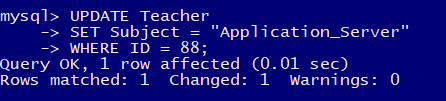 mysql> UPDATE Teacher
    -> SET Subject = "Application_Server"
    -> WHERE ID = 88;
Query OK, 1 row affected (0.01 sec)
Rows matched: 1  Changed: 1  Warnings: 0